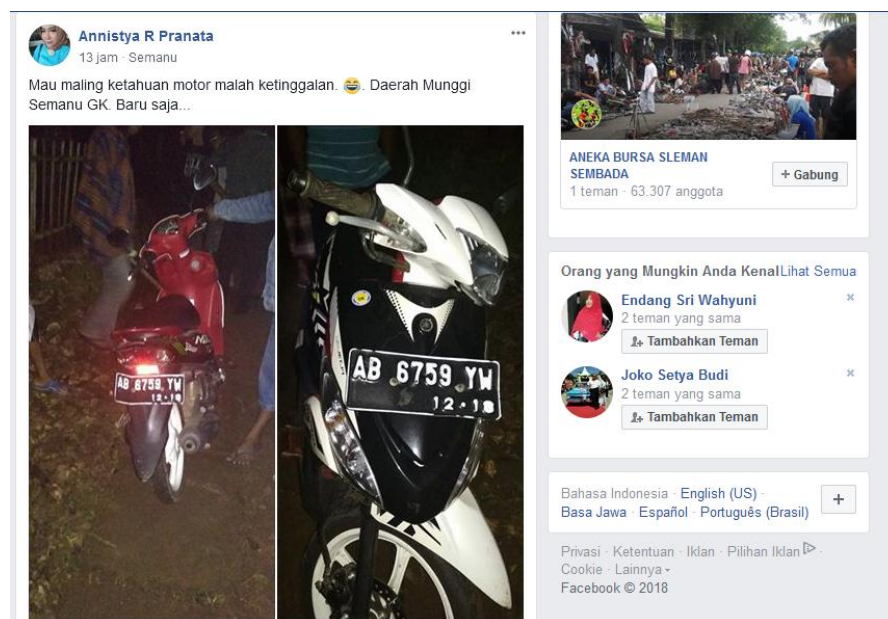 Annistya R Pranata
13 jam · Semanu
Mau maling ketahuan motor malah ketinggalan. 😂. Daerah Munggi
Semanu GK. Baru saja...
AB 6759 YW
12·18
AB 6759 YW
12·18
ANEKA BURSA SLEMAN
SEMBADA
1 teman · 63.307 anggota
+ Gabung
Orang yang Mungkin Anda Kenal Lihat Semua
Endang Sri Wahyuni
2 teman yang sama
Tambahkan Teman
Joko Setya Budi
2 teman yang sama
Tambahkan Teman
Bahasa Indonesia · English (US) ·
Basa Jawa · Español · Português (Brasil)
Privasi · Ketentuan · Iklan · Pilihan Iklan ·
Cookie · Lainnya
Facebook © 2018